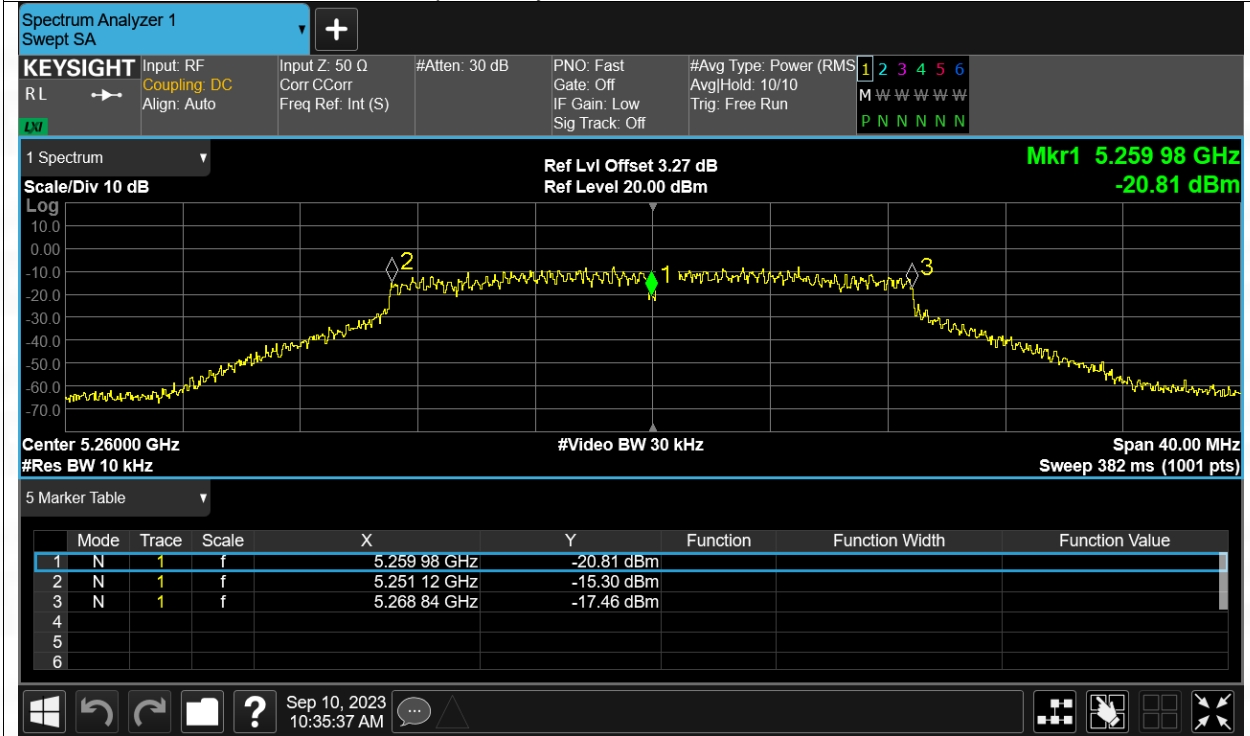 Spectrum Analyzer 1
Swept SA
+
KEYSIGHT
R L
LXI
Input: RF
Coupling: DC
Align: Auto
Input Z: 50 Ω
Corr CCorr
Freq Ref: Int (S)
#Atten: 30 dB
PNO: Fast
Gate: Off
IF Gain: Low
Sig Track: Off
#Avg Type: Power (RMS
Avg|Hold: 10/10
Trig: Free Run
1 2 3 4 5 6
M W W W W W
P N N N N N
1 Spectrum
Scale/Div 10 dB
Ref Lvl Offset 3.27 dB
Ref Level 20.00 dBm
Mkr1 5.259 98 GHz
-20.81 dBm
Log
10.0
0.00
-10.0
-20.0
-30.0
-40.0
-50.0
-60.0
-70.0
2
1
3
Center 5.26000 GHz
#Video BW 30 kHz
Span 40.00 MHz
#Res BW 10 kHz
Sweep 382 ms (1001 pts)
5 Marker Table
Mode Trace Scale X Y Function Function Width Function Value
1 N 1 f 5.259 98 GHz -20.81 dBm
2 N 1 f 5.251 12 GHz -15.30 dBm
3 N 1 f 5.268 84 GHz -17.46 dBm
4
5
6
?
Sep 10, 2023
10:35:37 AM